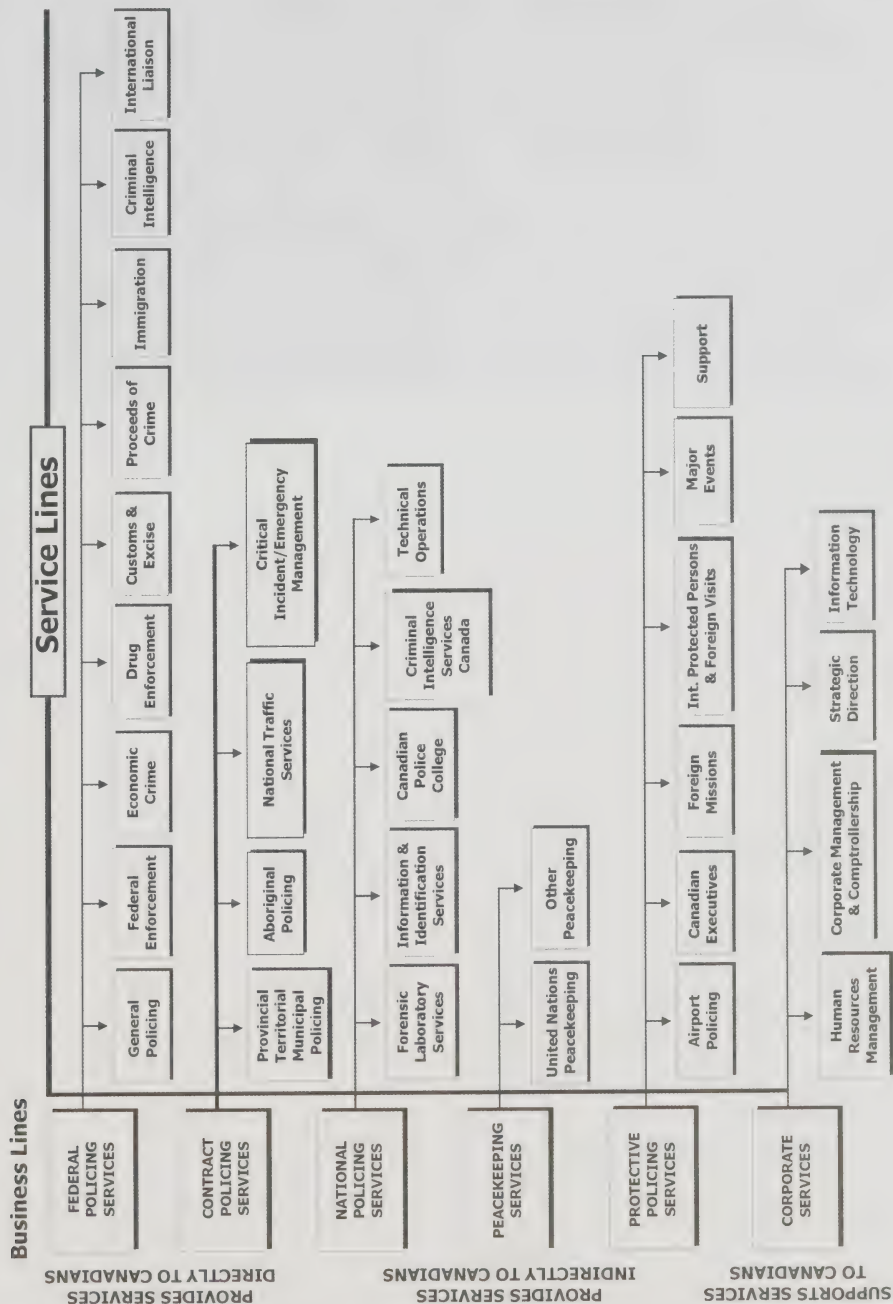 Business Lines
Service Lines
PROVIDES SERVICES
DIRECTLY TO CANADIANS
FEDERAL
POLICING
SERVICES
General
Policing
Federal
Enforcement
Economic
Crime
Drug
Enforcement
Customs &
Excise
Proceeds of
Crime
Immigration
Criminal
Intelligence
International
Liaison
CONTRACT
POLICING
SERVICES
Provincial
Territorial
Municipal
Policing
Aboriginal
Policing
National Traffic
Services
Critical
Incident/Emergency
Management
PROVIDES SERVICES
INDIRECTLY TO CANADIANS
NATIONAL
POLICING
SERVICES
Forensic
Laboratory
Services
Information &
Identification
Services
Canadian
Police
College
Criminal
Intelligence
Services
Canada
Technical
Operations
PEACEKEEPING
SERVICES
United Nations
Peacekeeping
Other
Peacekeeping
PROTECTIVE
POLICING
SERVICES
Airport
Policing
Canadian
Executives
Foreign
Missions
Int. Protected Persons
& Foreign Visits
Major
Events
Support
SUPPORTS SERVICES
TO CANADIANS
CORPORATE
SERVICES
Human
Resources
Management
Corporate Management
& Comptrollership
Strategic
Direction
Information
Technology